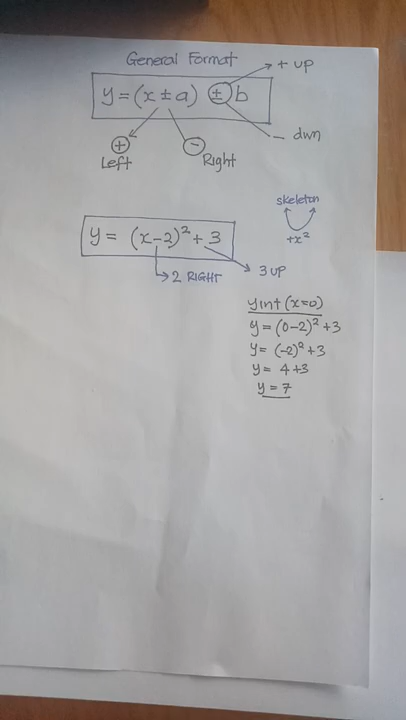 General Format
+ up
y = (x ± a) ± b
- dwn
+
Left
-
Right
skeleton
+x²
y = (x-2)² + 3
2 RIGHT
3 UP
yint (x=0)
y = (0-2)² + 3
y = (-2)² + 3
y = 4 + 3
y = 7